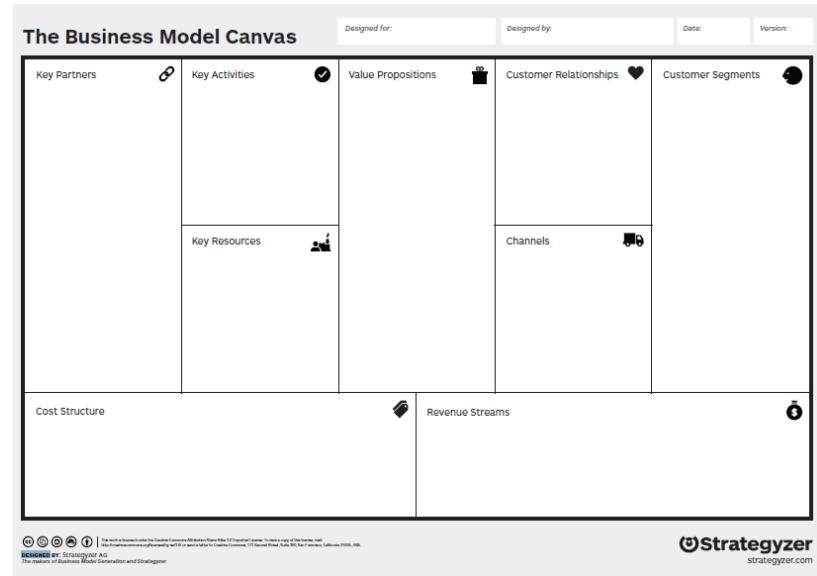 The Business Model Canvas
Designed for:
Designed by:
Date:
Version:
Key Partners
Key Activities
Value Propositions
Customer Relationships
Customer Segments
Key Resources
Channels
Cost Structure
Revenue Streams
DESIGNED BY: Strategyzer AG
The makers of Business Model Generation and Strategyzer
Strategyzer
strategyzer.com